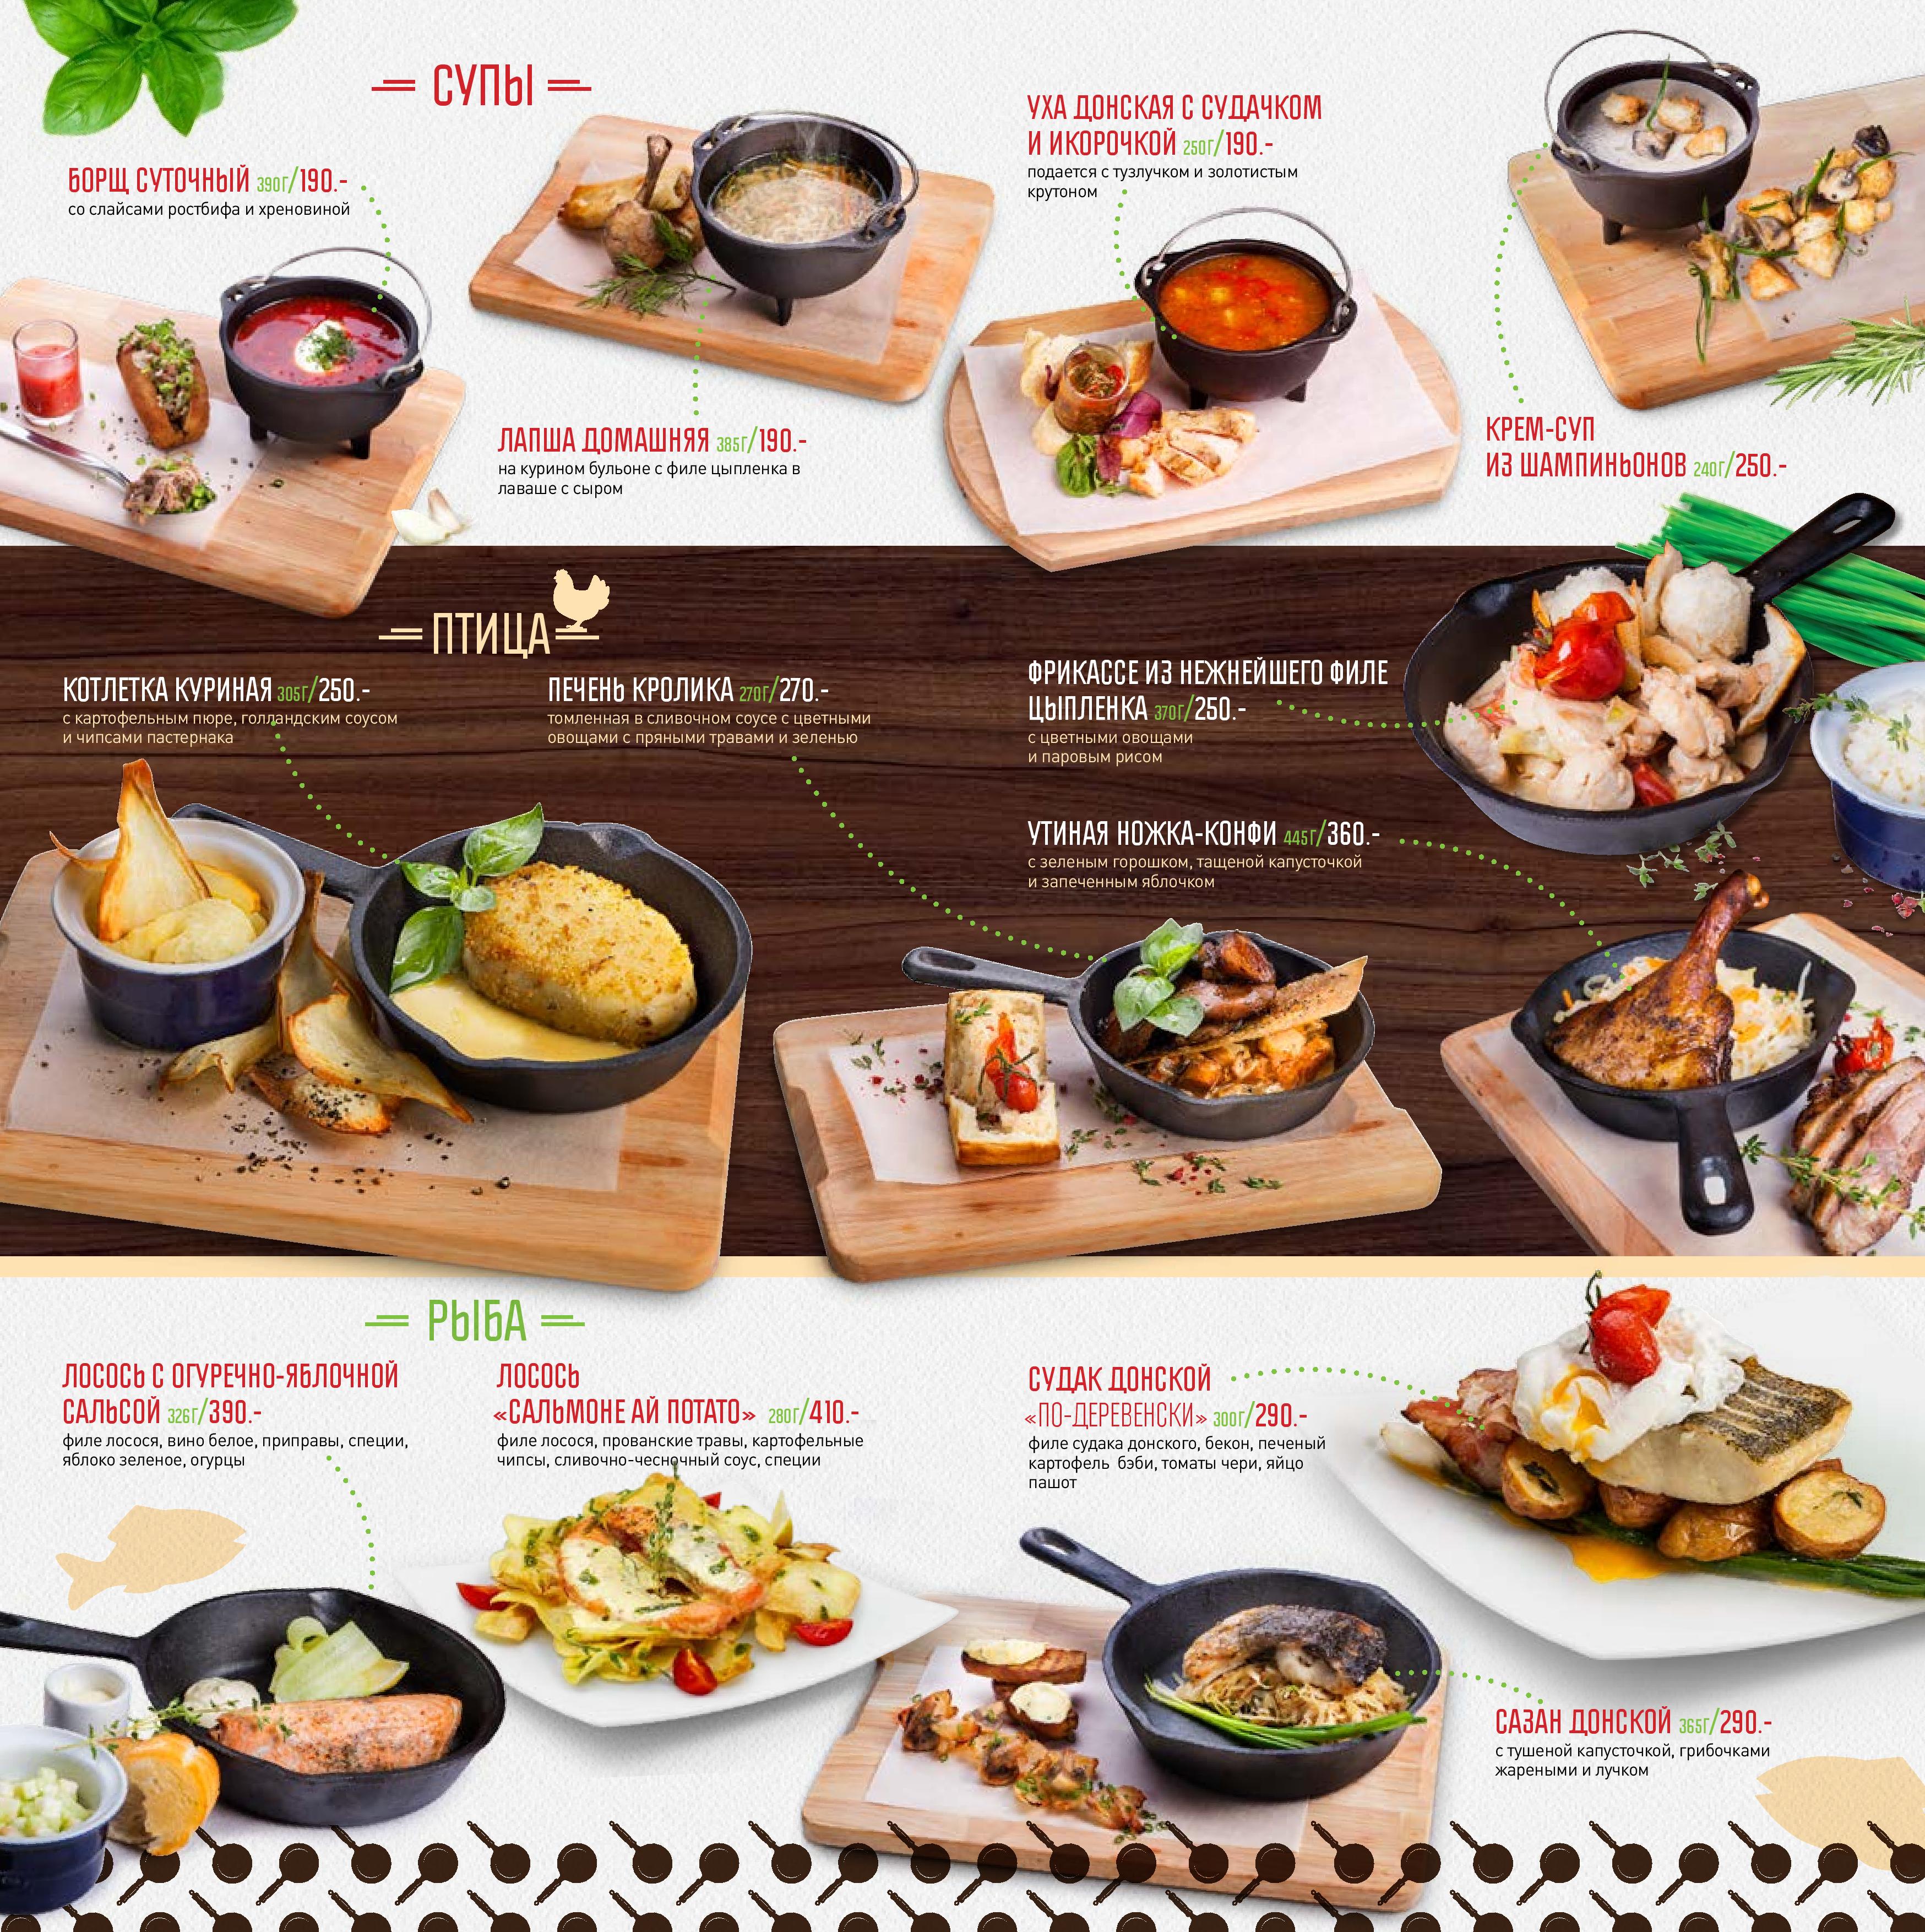 СУПЫ
БОРЩ СУТОЧНЫЙ 390Г/190.-
со слайсами ростбифа и хреновиной
ЛАПША ДОМАШНЯЯ 385Г/190.-
на курином бульоне с филе цыпленка в
лаваше с сыром
УХА ДОНСКАЯ С СУДАЧКОМ
И ИКОРОЧКОЙ 250Г/190.-
подается с тузлучком и золотистым
крутоном
КРЕМ-СУП
ИЗ ШАМПИНЬОНОВ 240Г/250.-
ПТИЦА
КОТЛЕТКА КУРИНАЯ 305Г/250.-
с картофельным пюре, голландским соусом
и чипсами пастернака
ПЕЧЕНЬ КРОЛИКА 270Г/270.-
томленная в сливочном соусе с цветными
овощами с пряными травами и зеленью
ФРИКАССЕ ИЗ НЕЖНЕЙШЕГО ФИЛЕ
ЦЫПЛЕНКА 370Г/250.-
с цветными овощами
и паровым рисом
УТИНАЯ НОЖКА-КОНФИ 445Г/360.-
с зеленым горошком, тащеной капусточкой
и запеченным яблочком
РЫБА
ЛОСОСЬ С ОГУРЕЧНО-ЯБЛОЧНОЙ
САЛЬСОЙ 326Г/390.-
филе лосося, вино белое, приправы, специи,
яблоко зеленое, огурцы
ЛОСОСЬ
«САЛЬМОНЕ АЙ ПОТАТО» 280Г/410.-
филе лосося, прованские травы, картофельные
чипсы, сливочно-чесночный соус, специи
СУДАК ДОНСКОЙ
«ПО-ДЕРЕВЕНСКИ» 300Г/290.-
филе судака донского, бекон, печеный
картофель бэби, томаты чери, яйцо
пашот
САЗАН ДОНСКОЙ 365Г/290.-
с тушеной капусточкой, грибочками
жареными и лучком